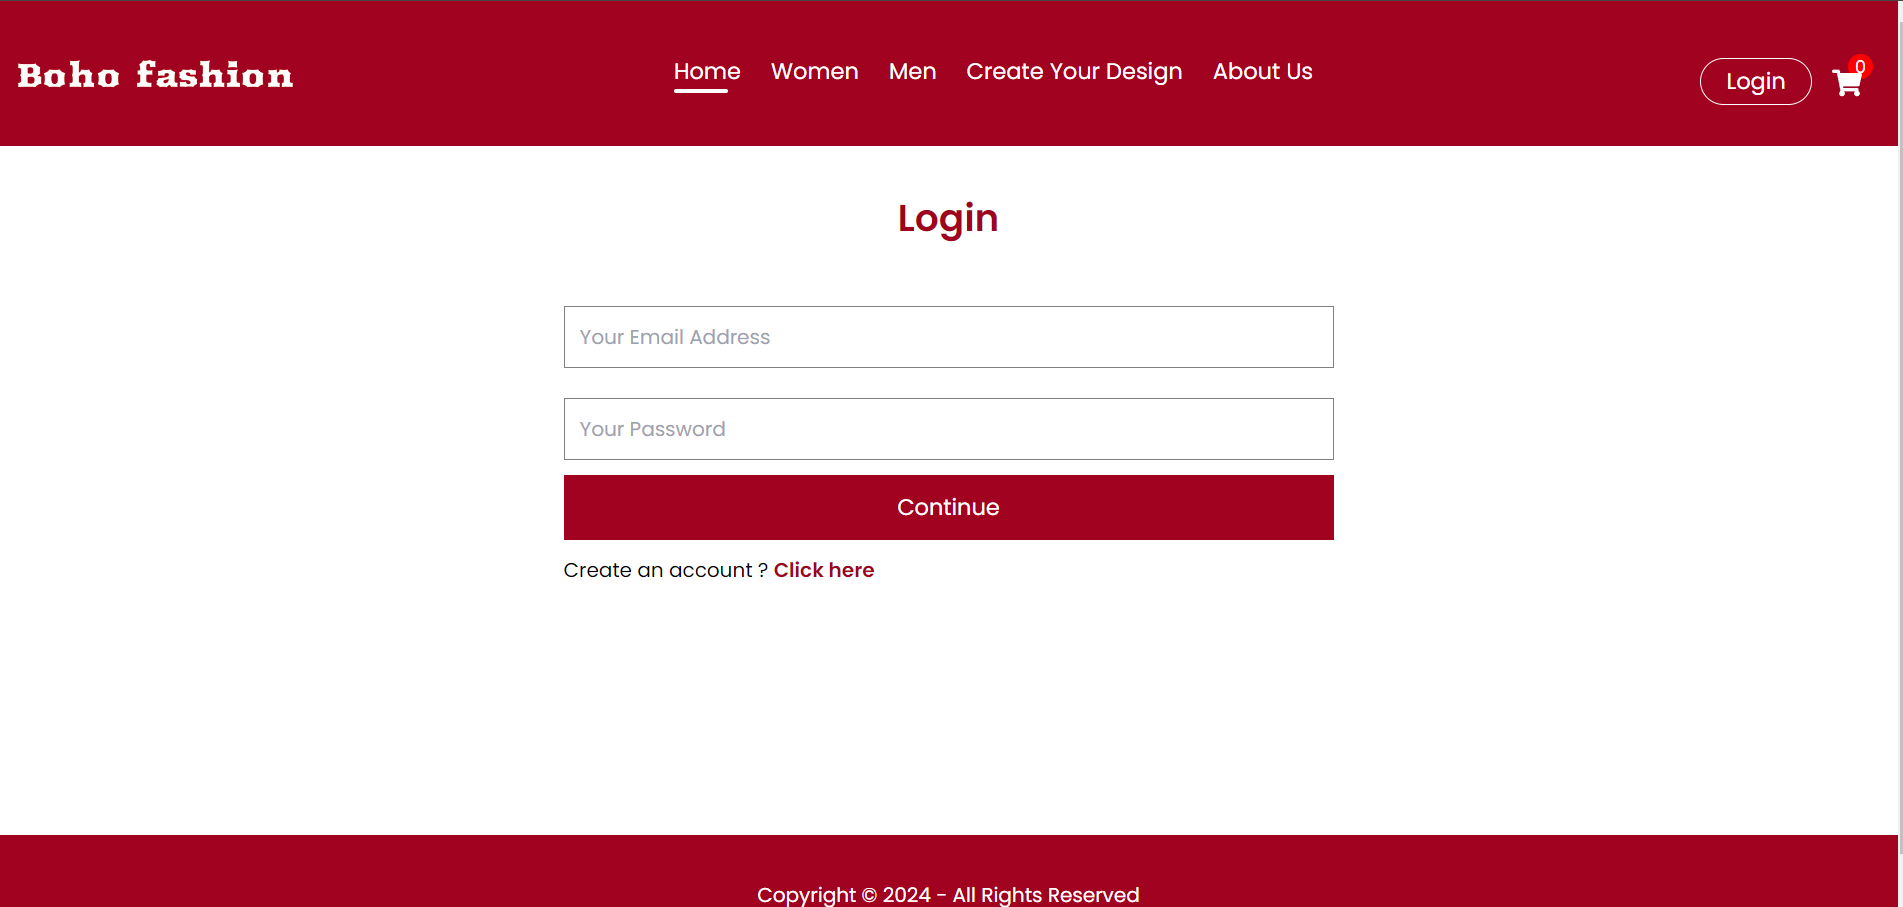 Boho fashion
Home Women Men Create Your Design About Us
Login
0
Login
Your Email Address
Your Password
Continue
Create an account ? Click here
Copyright © 2024 - All Rights Reserved